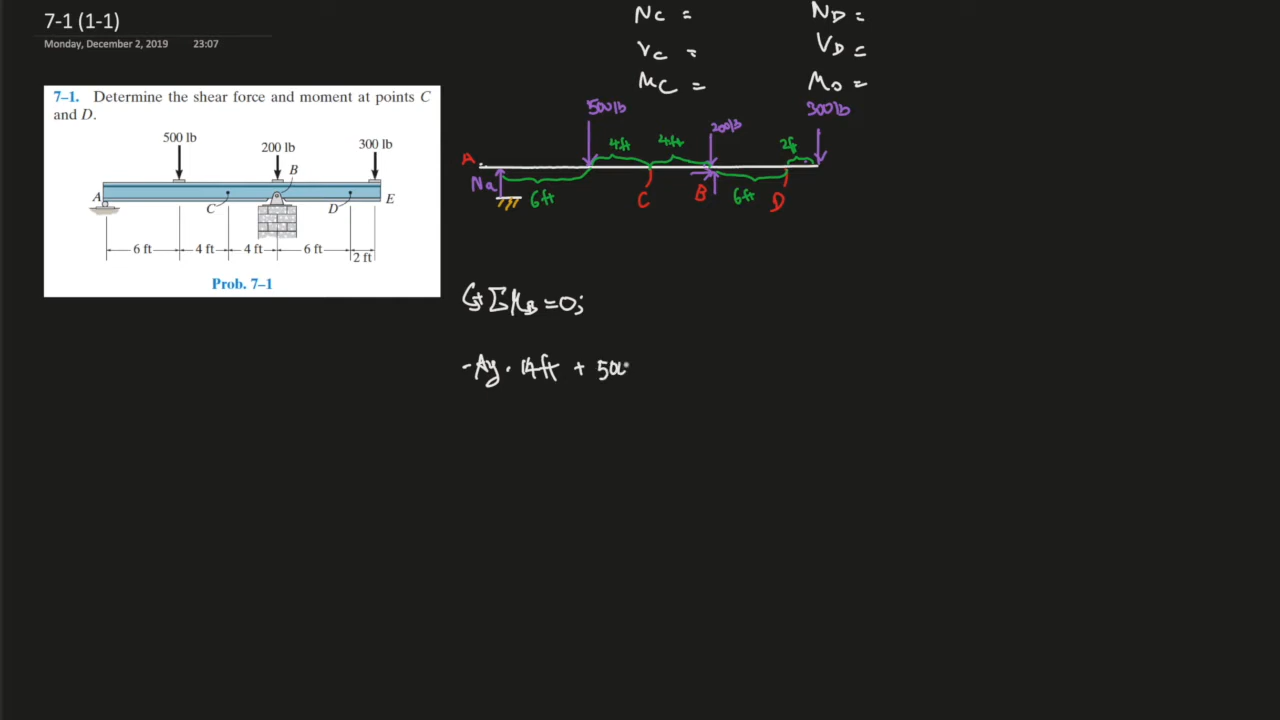 7-1 (1-1)
Monday, December 2, 2019 23:07
7–1. Determine the shear force and moment at points C
and D.
500 lb
200 lb
300 lb
B
A
C
D
E
6 ft
4 ft
4 ft
6 ft
2 ft
Prob. 7–1
NC =
ND =
VC =
VD =
MC =
MD =
500lb
200lb
300lb
4ft
4ft
2ft
A
Na
6ft
C
B
6ft
D
↺+ ΣMB = 0;
-Ay · 14ft + 500